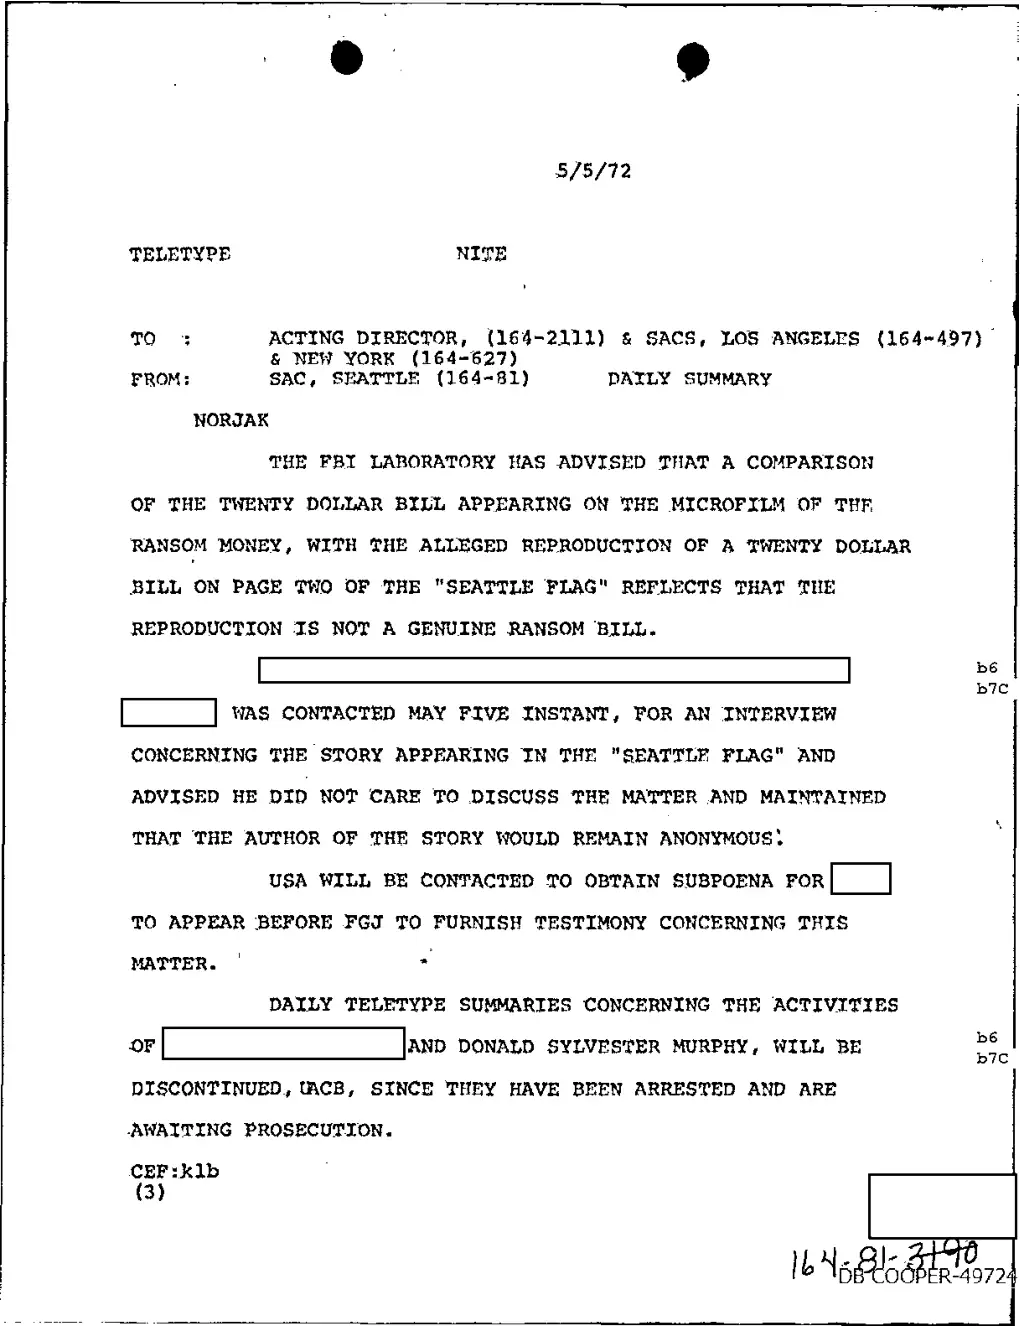 5/5/72
TELETYPE NITE
TO : ACTING DIRECTOR, (164-2111) & SACS, LOS ANGELES (164-497)
& NEW YORK (164-627)
FROM: SAC, SEATTLE (164-81) DAILY SUMMARY
NORJAK
THE FBI LABORATORY HAS ADVISED THAT A COMPARISON
OF THE TWENTY DOLLAR BILL APPEARING ON THE MICROFILM OF THE
RANSOM MONEY, WITH THE ALLEGED REPRODUCTION OF A TWENTY DOLLAR
BILL ON PAGE TWO OF THE "SEATTLE FLAG" REFLECTS THAT THE
REPRODUCTION IS NOT A GENUINE RANSOM BILL.
b6
b7C
WAS CONTACTED MAY FIVE INSTANT, FOR AN INTERVIEW
CONCERNING THE STORY APPEARING IN THE "SEATTLE FLAG" AND
ADVISED HE DID NOT CARE TO DISCUSS THE MATTER AND MAINTAINED
THAT THE AUTHOR OF THE STORY WOULD REMAIN ANONYMOUS.
USA WILL BE CONTACTED TO OBTAIN SUBPOENA FOR
TO APPEAR BEFORE FGJ TO FURNISH TESTIMONY CONCERNING THIS
MATTER.
DAILY TELETYPE SUMMARIES CONCERNING THE ACTIVITIES
OF AND DONALD SYLVESTER MURPHY, WILL BE
b6
b7C
DISCONTINUED, UACB, SINCE THEY HAVE BEEN ARRESTED AND ARE
AWAITING PROSECUTION.
CEF:klb
(3)
164-81-3190
DB COOPER-49724